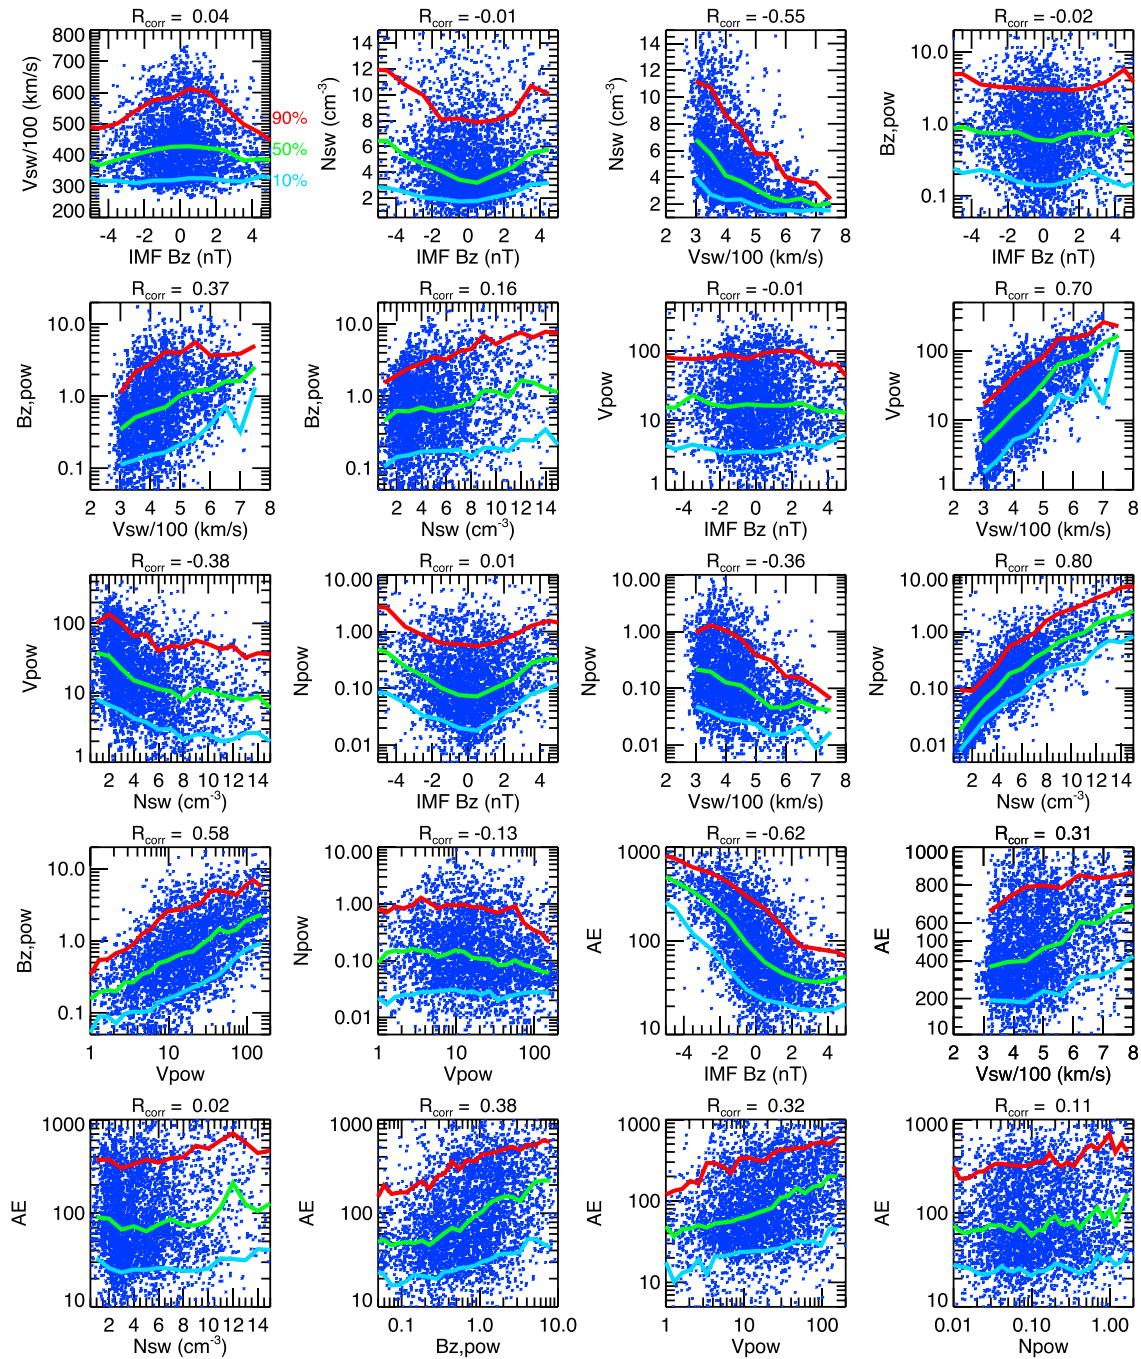 Rcorr = 0.04
Rcorr = -0.01
Rcorr = -0.55
Rcorr = -0.02
800
700
600
500
400
300
200
Vsw/100 (km/s)
90%
50%
10%
-4 -2 0 2 4
IMF Bz (nT)
14
12
10
8
6
4
2
Nsw (cm-3)
-4 -2 0 2 4
IMF Bz (nT)
14
12
10
8
6
4
2
Nsw (cm-3)
2 3 4 5 6 7 8
Vsw/100 (km/s)
10.0
1.0
0.1
Bz,pow
-4 -2 0 2 4
IMF Bz (nT)
Rcorr = 0.37
Rcorr = 0.16
Rcorr = -0.01
Rcorr = 0.70
10.0
1.0
0.1
Bz,pow
2 3 4 5 6 7 8
Vsw/100 (km/s)
10.0
1.0
0.1
Bz,pow
2 4 6 8 10 12 14
Nsw (cm-3)
100
10
1
Vpow
-4 -2 0 2 4
IMF Bz (nT)
100
10
1
Vpow
2 3 4 5 6 7 8
Vsw/100 (km/s)
Rcorr = -0.38
Rcorr = 0.01
Rcorr = -0.36
Rcorr = 0.80
100
10
1
Vpow
2 4 6 8 10 12 14
Nsw (cm-3)
10.00
1.00
0.10
0.01
Npow
-4 -2 0 2 4
IMF Bz (nT)
10.00
1.00
0.10
0.01
Npow
2 3 4 5 6 7 8
Vsw/100 (km/s)
10.00
1.00
0.10
0.01
Npow
2 4 6 8 10 12 14
Nsw (cm-3)
Rcorr = 0.58
Rcorr = -0.13
Rcorr = -0.62
Rcorr = 0.31
10.0
1.0
0.1
Bz,pow
1 10 100
Vpow
10.00
1.00
0.10
0.01
Npow
1 10 100
Vpow
1000
100
10
AE
-4 -2 0 2 4
IMF Bz (nT)
1000
800
600
100
400
200
10
AE
2 3 4 5 6 7 8
Vsw/100 (km/s)
Rcorr = 0.02
Rcorr = 0.38
Rcorr = 0.32
Rcorr = 0.11
1000
100
10
AE
2 4 6 8 10 12 14
Nsw (cm-3)
1000
100
10
AE
0.1 1.0 10.0
Bz,pow
1000
100
10
AE
1 10 100
Vpow
1000
100
10
AE
0.01 0.10 1.00
Npow